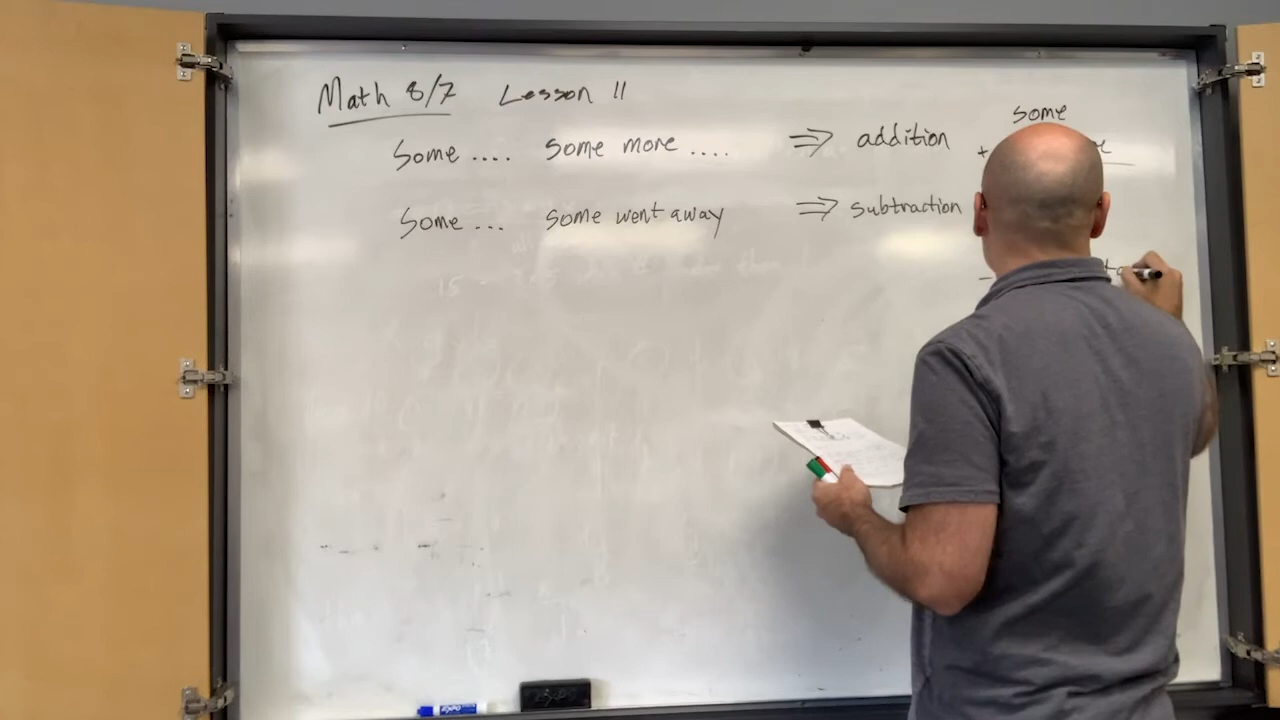 Math 8/7 Lesson 11
some
Some .... some more .... ⇒ addition +
Some ... some went away ⇒ subtraction
-